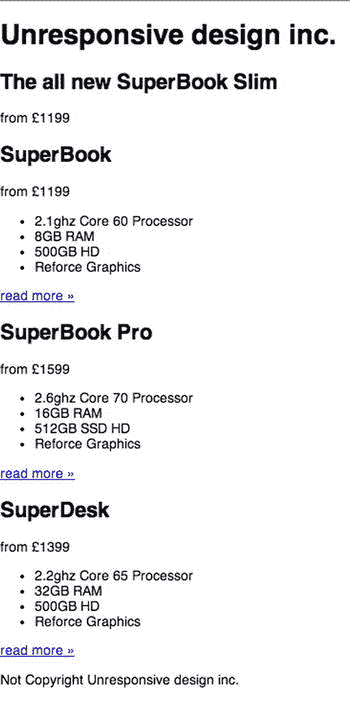 Unresponsive design inc.
The all new SuperBook Slim
from £1199
SuperBook
from £1199
• 2.1ghz Core 60 Processor
• 8GB RAM
• 500GB HD
• Reforce Graphics
read more »
SuperBook Pro
from £1599
• 2.6ghz Core 70 Processor
• 16GB RAM
• 512GB SSD HD
• Reforce Graphics
read more »
SuperDesk
from £1399
• 2.2ghz Core 65 Processor
• 32GB RAM
• 500GB HD
• Reforce Graphics
read more »
Not Copyright Unresponsive design inc.